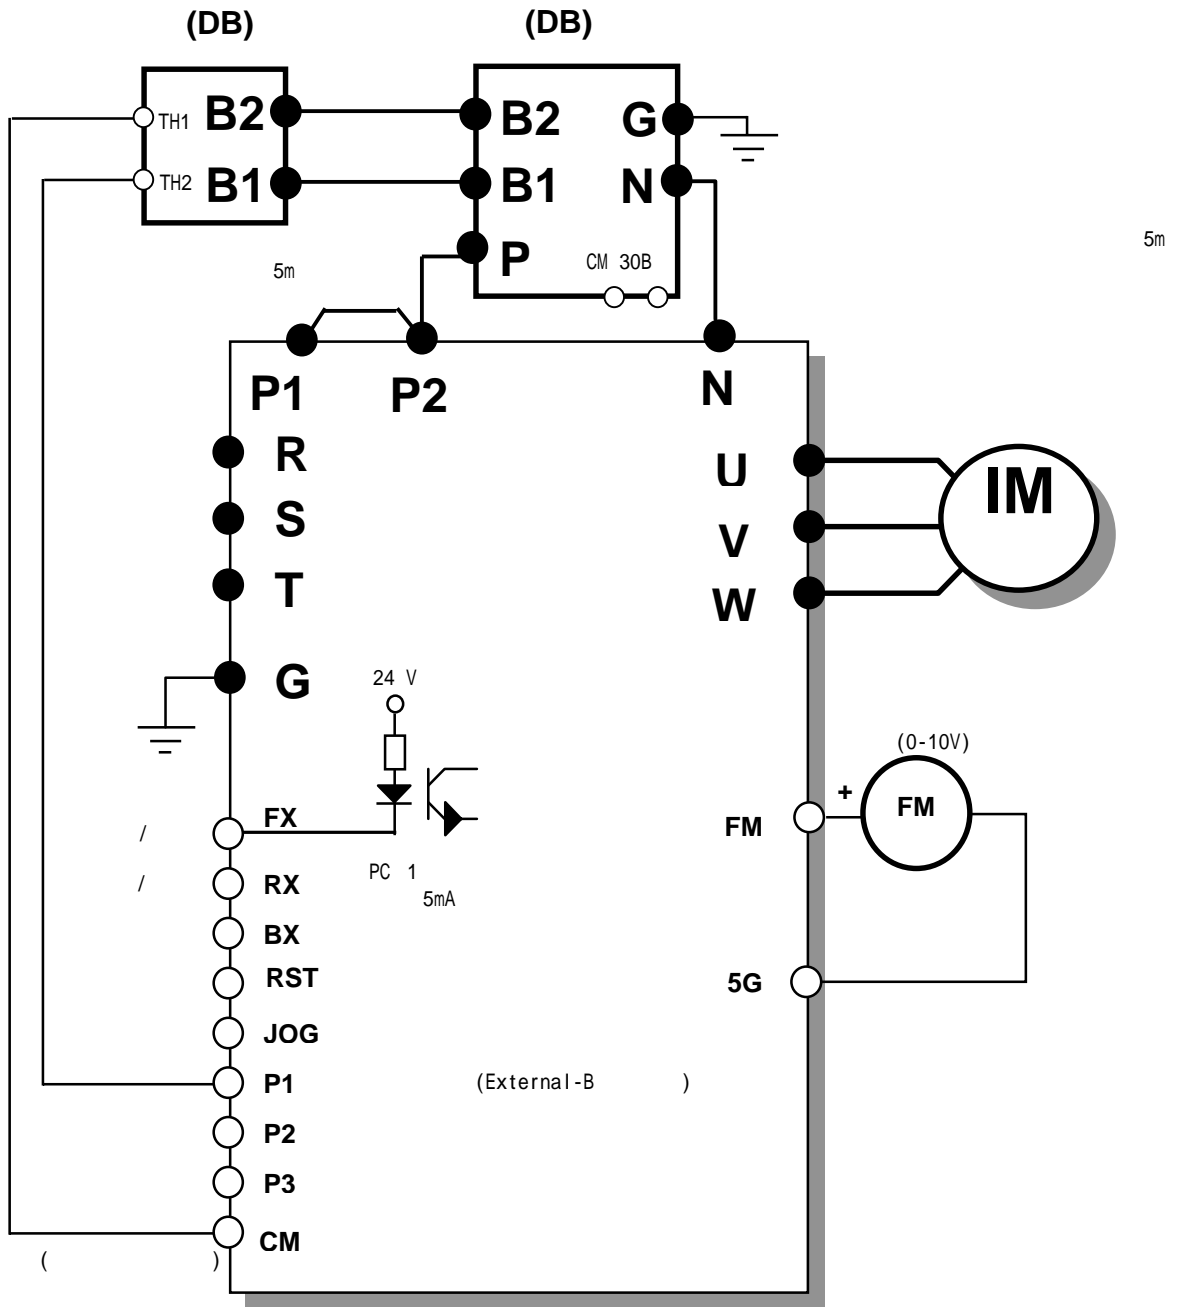 (DB)
(DB)
TH1
B2
TH2
B1
B2
G
B1
N
P
CM 30B
5m
5m
P1
P2
N
R
S
T
G
U
V
W
IM
24 V
FX
/
/
RX
PC 1
5mA
BX
RST
JOG
P1
P2
P3
CM
( )
(External-B )
(0-10V)
+
FM
FM
5G